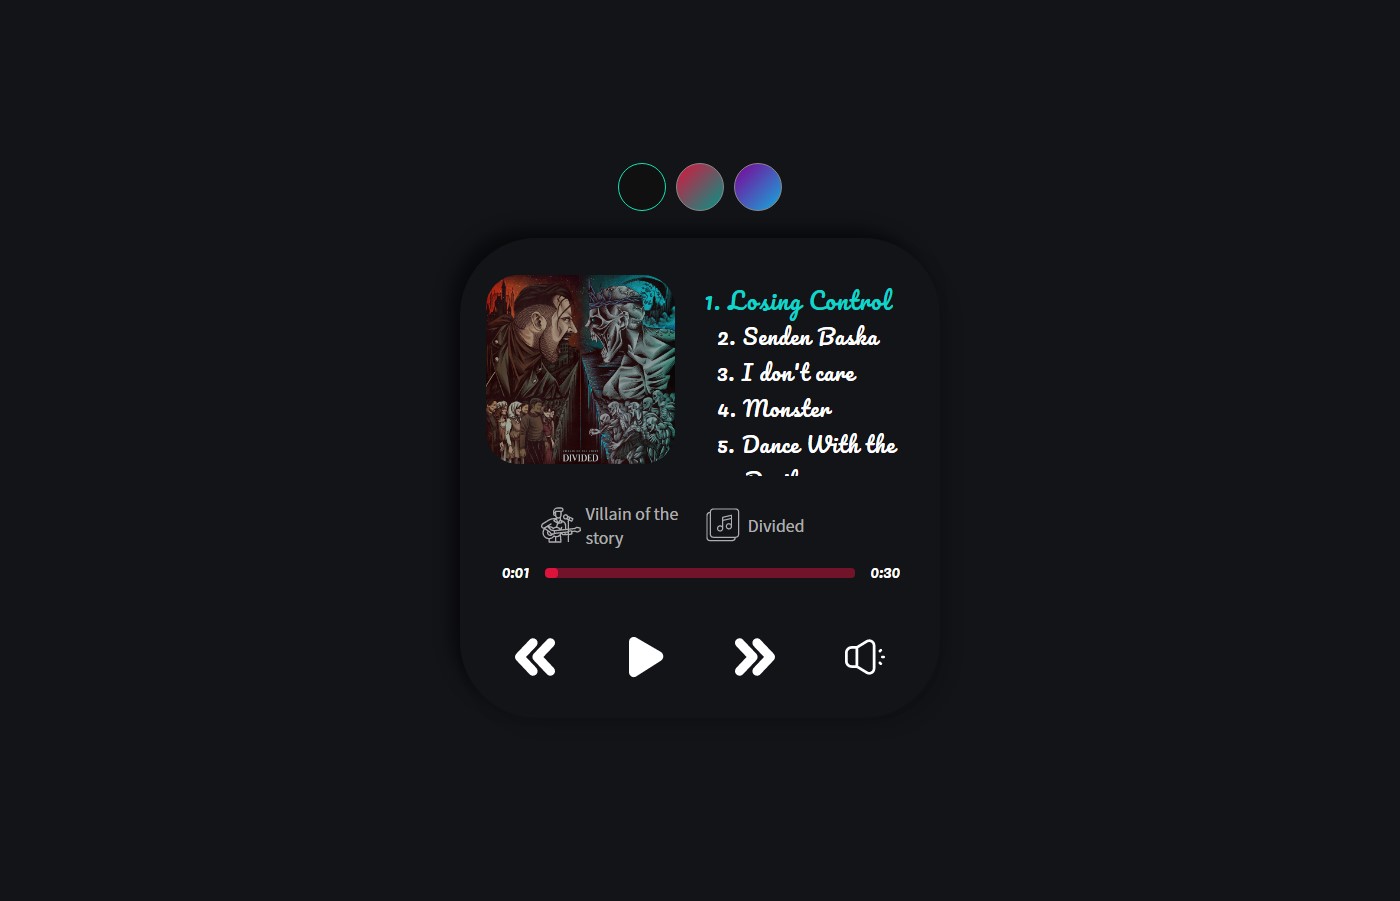 1. Losing Control
2. Senden Baska
3. I don't care
4. Monster
5. Dance With the
DIVIDED
Villain of the
story
Divided
0:01
0:30